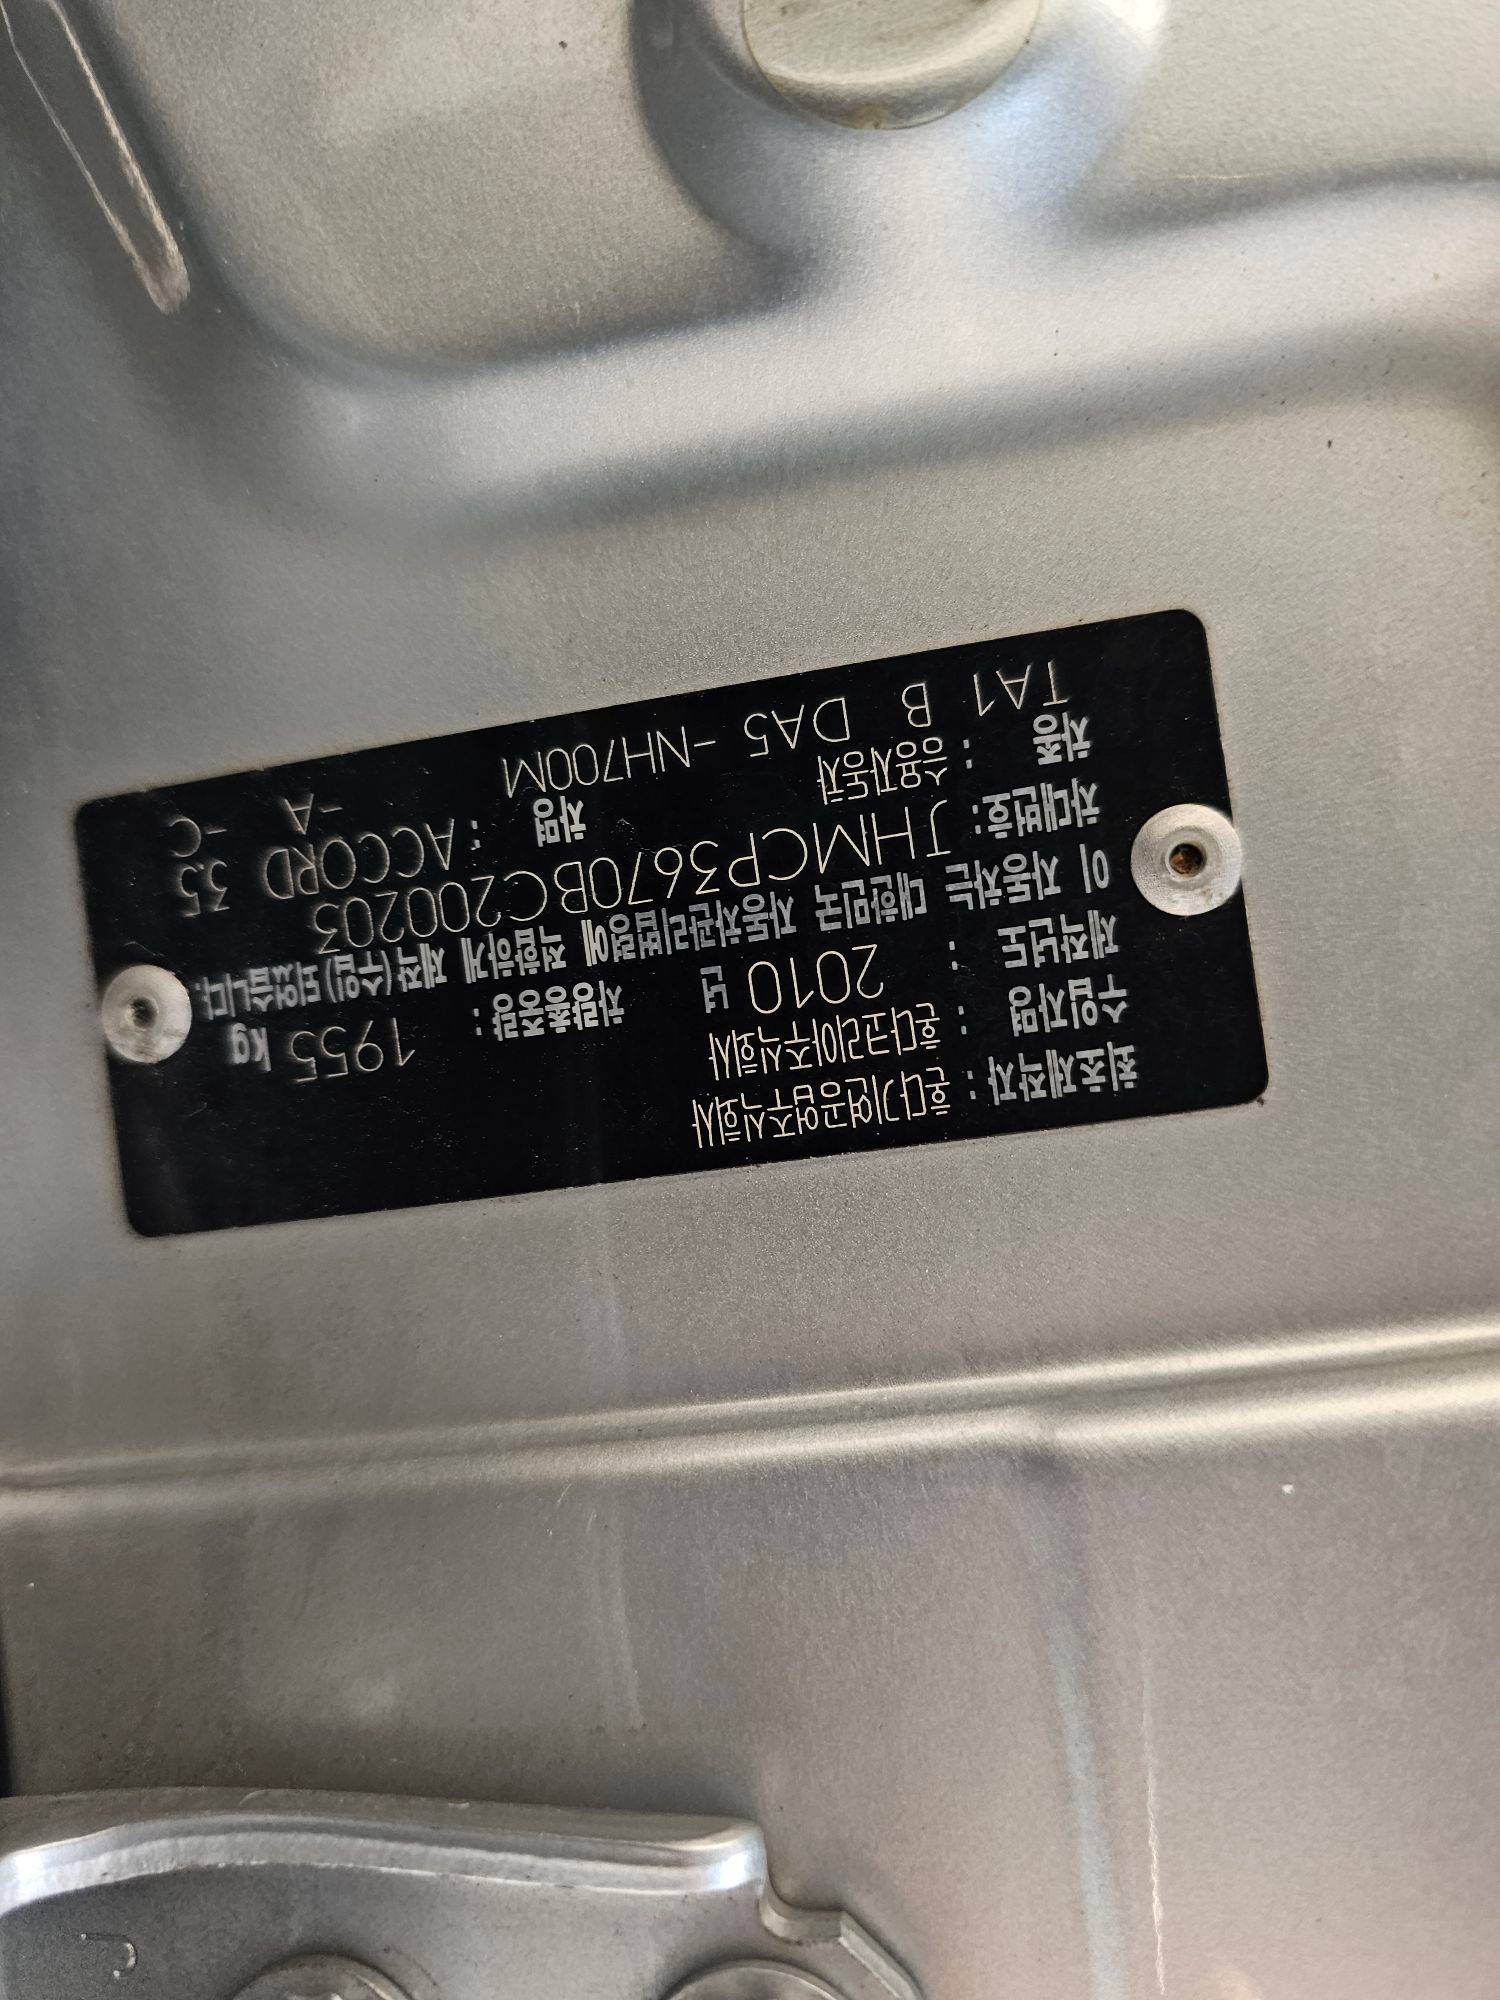 최초제작자 : 혼다기연공업주식회사
수입자명 : 혼다코리아주식회사
제작년도 : 2010 년 차량총중량 : 1955 kg
이 자동차는 대한민국 자동차관리법령에 적합하게 제작(수입)되었습니다.
차대번호: JHMCP3670BC200203
차종 : 승용자동차 차명 : ACCORD 3.5
TA1 B DA5 -NH700M -A -C